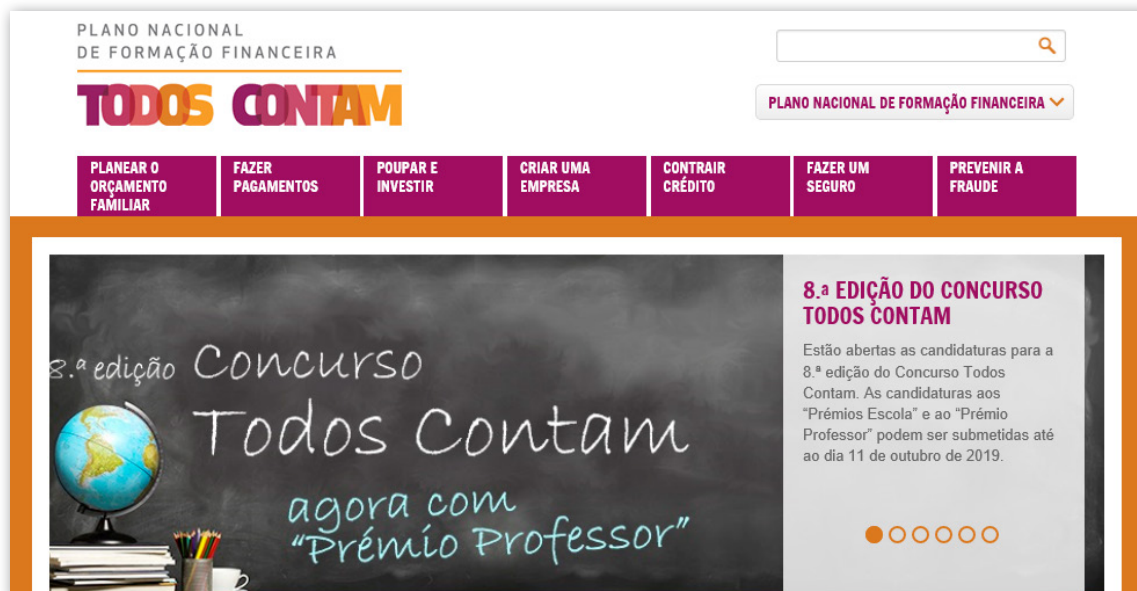 PLANO NACIONAL
DE FORMAÇÃO FINANCEIRA
TODOS CONTAM
PLANO NACIONAL DE FORMAÇÃO FINANCEIRA
PLANEAR O
ORÇAMENTO
FAMILIAR
FAZER
PAGAMENTOS
POUPAR E
INVESTIR
CRIAR UMA
EMPRESA
CONTRAIR
CRÉDITO
FAZER UM
SEGURO
PREVENIR A
FRAUDE
8.ª edição Concurso
Todos Contam
agora com
“Prémio Professor”
8.ª EDIÇÃO DO CONCURSO
TODOS CONTAM
Estão abertas as candidaturas para a
8.ª edição do Concurso Todos
Contam. As candidaturas aos
“Prémios Escola” e ao “Prémio
Professor” podem ser submetidas até
ao dia 11 de outubro de 2019.